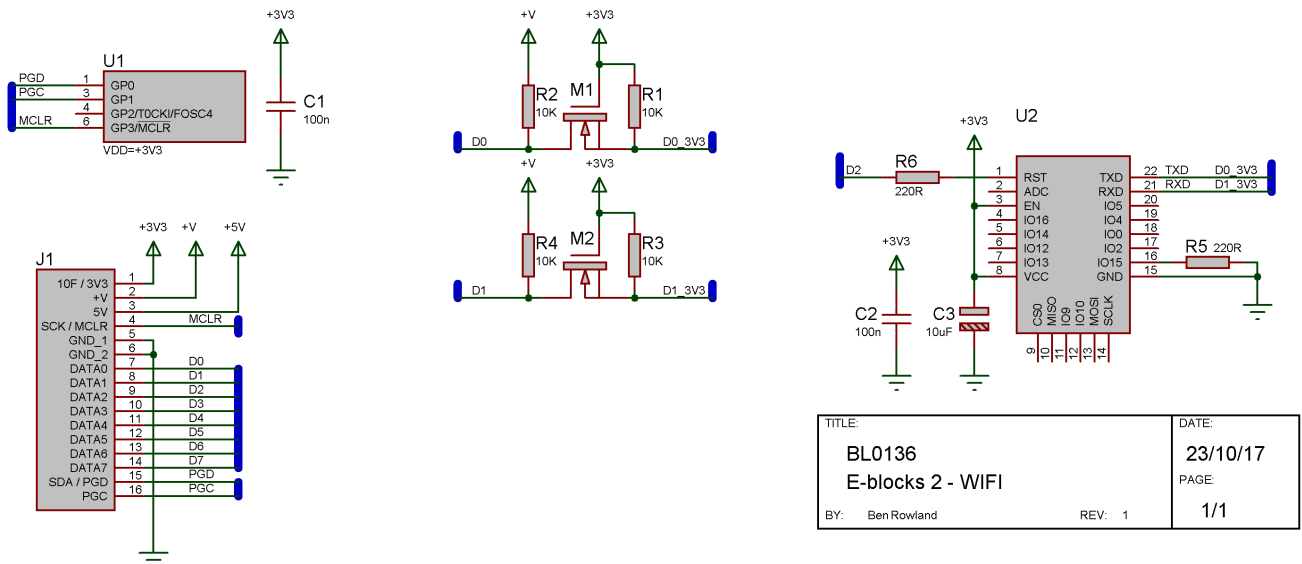 U1
PGD 1 GP0
PGC 3 GP1
4 GP2/T0CKI/FOSC4
MCLR 6 GP3/MCLR
VDD=+3V3
+3V3
C1
100n
+V +3V3
R2 M1 R1
10K 10K
D0 D0_3V3
+V +3V3
R4 M2 R3
10K 10K
D1 D1_3V3
+3V3 +V +5V
J1
10F / 3V3 1
+V 2
5V 3
SCK / MCLR 4 MCLR
GND_1 5
GND_2 6
DATA0 7 D0
DATA1 8 D1
DATA2 9 D2
DATA3 10 D3
DATA4 11 D4
DATA5 12 D5
DATA6 13 D6
DATA7 14 D7
SDA / PGD 15 PGD
PGC 16 PGC
+3V3
U2
D2 R6
220R
1 RST TXD 22 TXD D0_3V3
2 ADC RXD 21 RXD D1_3V3
3 EN IO5 20
4 IO16 IO4 19
5 IO14 IO0 18
6 IO12 IO2 17
7 IO13 IO15 16 R5 220R
8 VCC GND 15
CS0 MISO IO9 IO10 MOSI SCLK
9 10 11 12 13 14
+3V3
C2
100n
C3
10uF
TITLE:
BL0136
E-blocks 2 - WIFI
BY: Ben Rowland REV: 1
DATE:
23/10/17
PAGE:
1/1